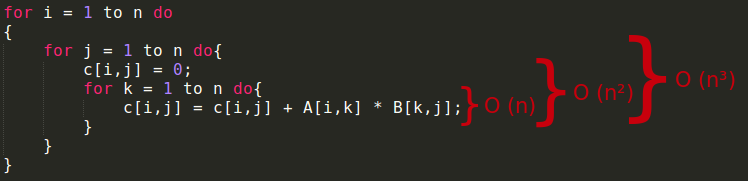 for i = 1 to n do
{
    for j = 1 to n do{
        c[i,j] = 0;
        for k = 1 to n do{
            c[i,j] = c[i,j] + A[i,k] * B[k,j]; } O (n) } O (n²) } O (n³)
        }
    }
}